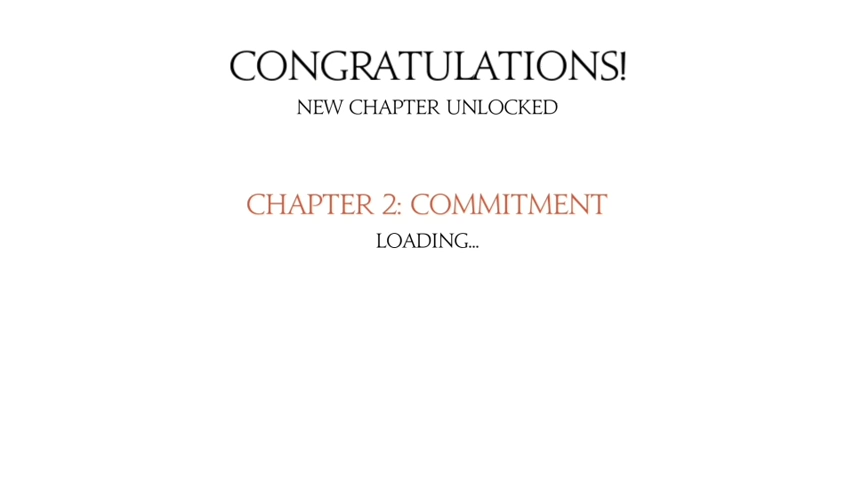 CONGRATULATIONS!
NEW CHAPTER UNLOCKED
CHAPTER 2: COMMITMENT
LOADING...